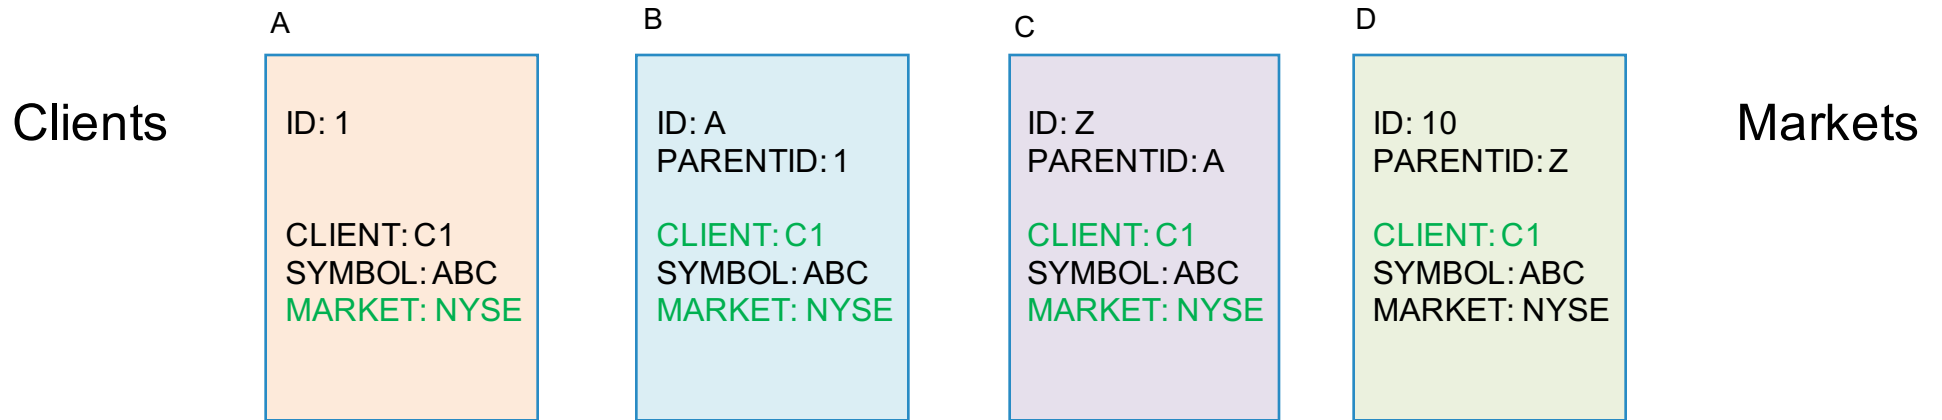 A
B
C
D
Clients
ID: 1
CLIENT: C1
SYMBOL: ABC
MARKET: NYSE
ID: A
PARENTID: 1
CLIENT: C1
SYMBOL: ABC
MARKET: NYSE
ID: Z
PARENTID: A
CLIENT: C1
SYMBOL: ABC
MARKET: NYSE
ID: 10
PARENTID: Z
CLIENT: C1
SYMBOL: ABC
MARKET: NYSE
Markets